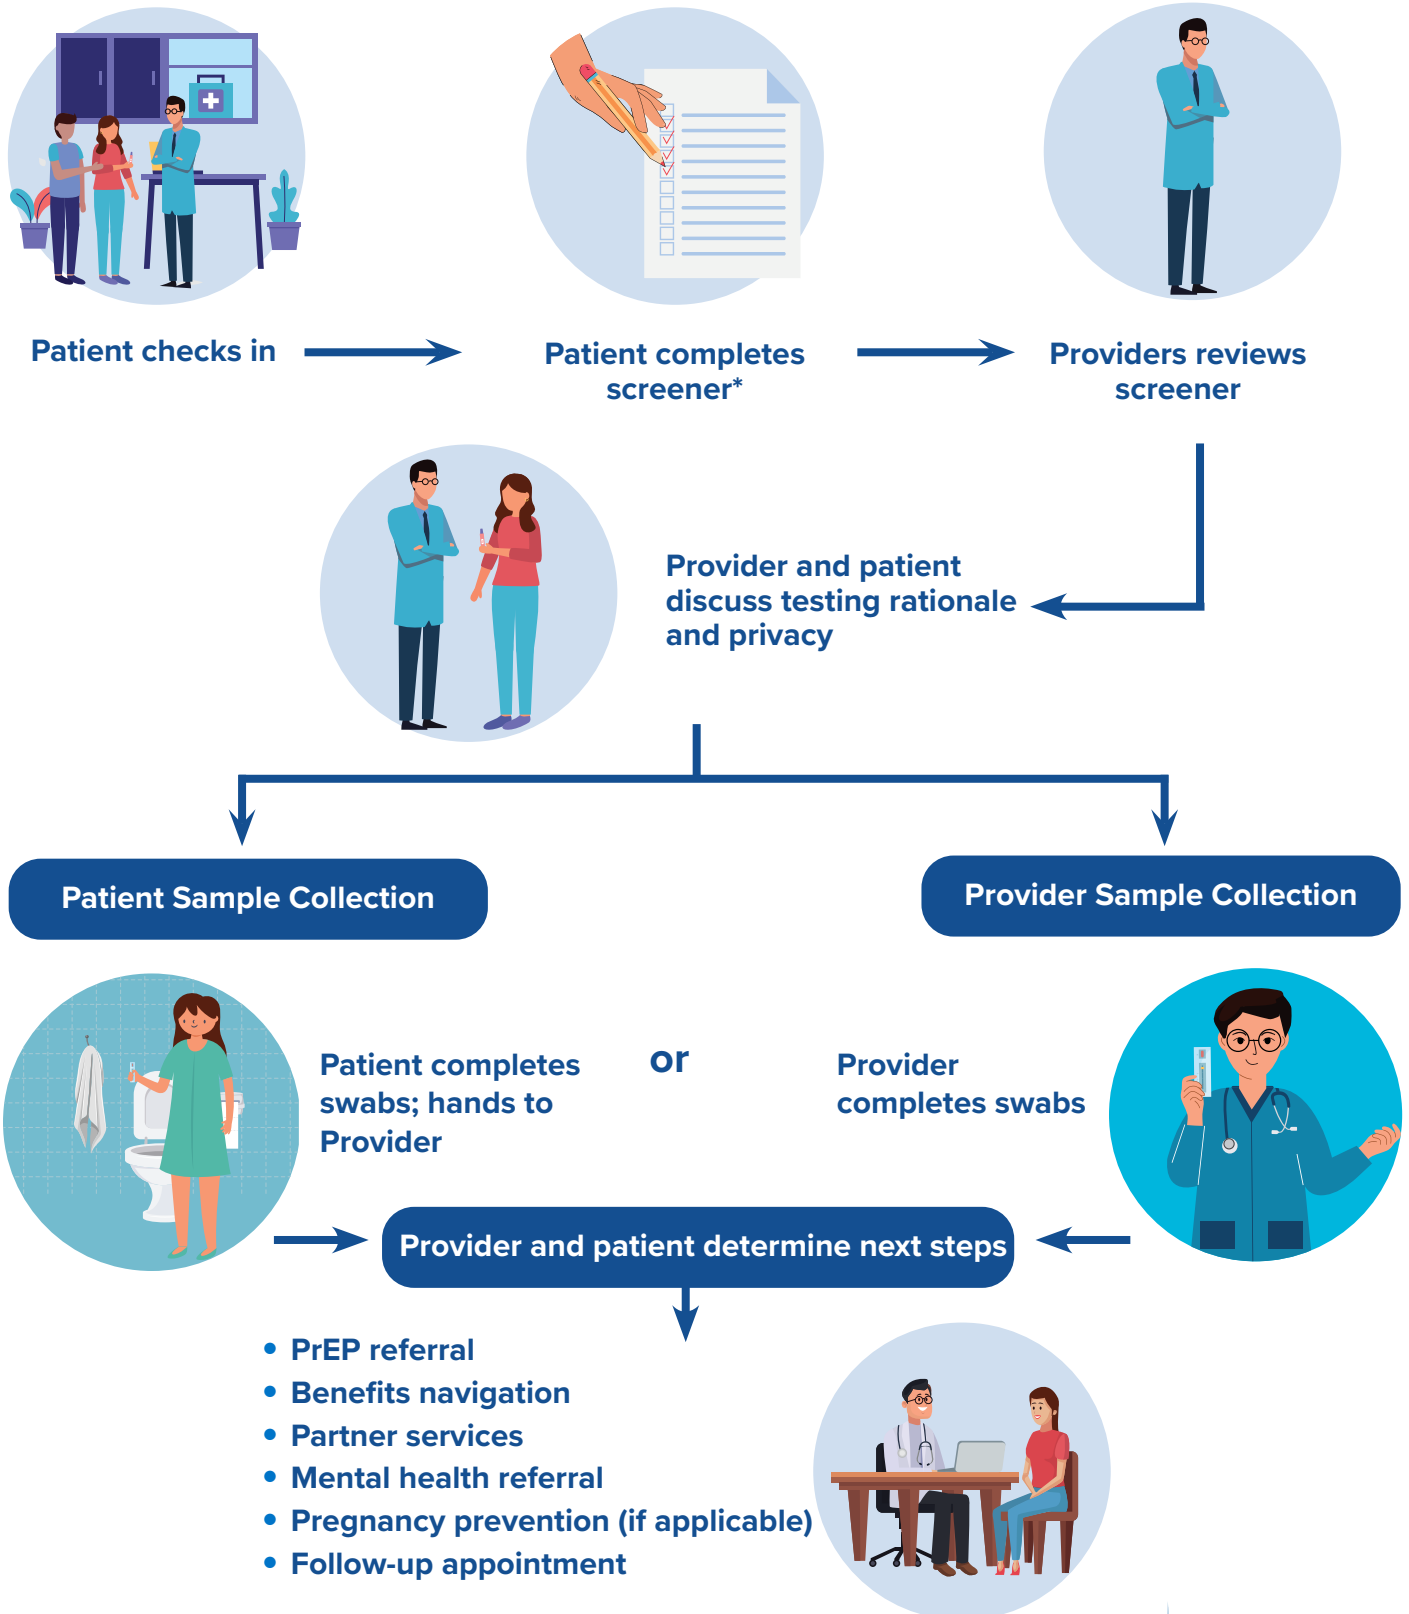 Patient checks in
Patient completes
screener*
Providers reviews
screener
Provider and patient
discuss testing rationale
and privacy
Patient Sample Collection
Provider Sample Collection
Patient completes
swabs; hands to
Provider
or
Provider
completes swabs
Provider and patient determine next steps
• PrEP referral
• Benefits navigation
• Partner services
• Mental health referral
• Pregnancy prevention (if applicable)
• Follow-up appointment